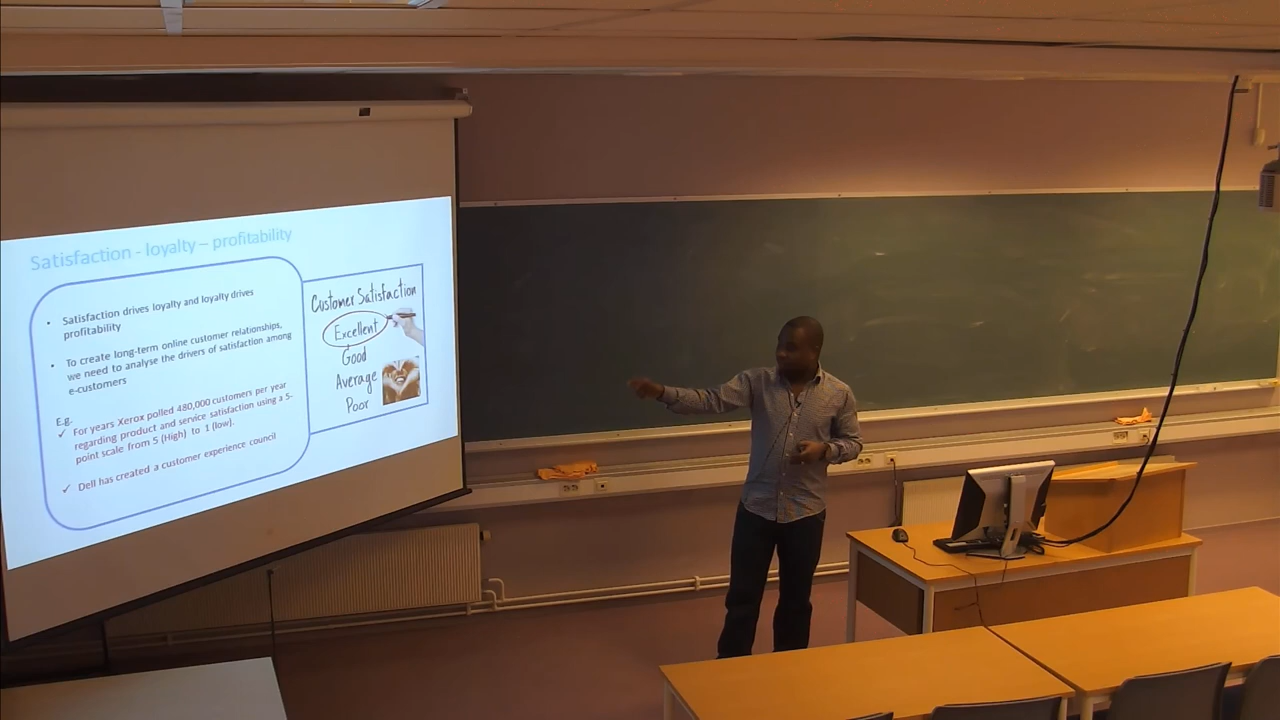 Satisfaction - loyalty – profitability
• Satisfaction drives loyalty and loyalty drives
profitability
• To create long-term online customer relationships,
we need to analyse the drivers of satisfaction among
e-customers
E.g.
✓ For years Xerox polled 480,000 customers per year
regarding product and service satisfaction using a 5-
point scale from 5 (High) to 1 (low).
✓ Dell has created a customer experience council
Customer Satisfaction
Excellent
Good
Average
Poor